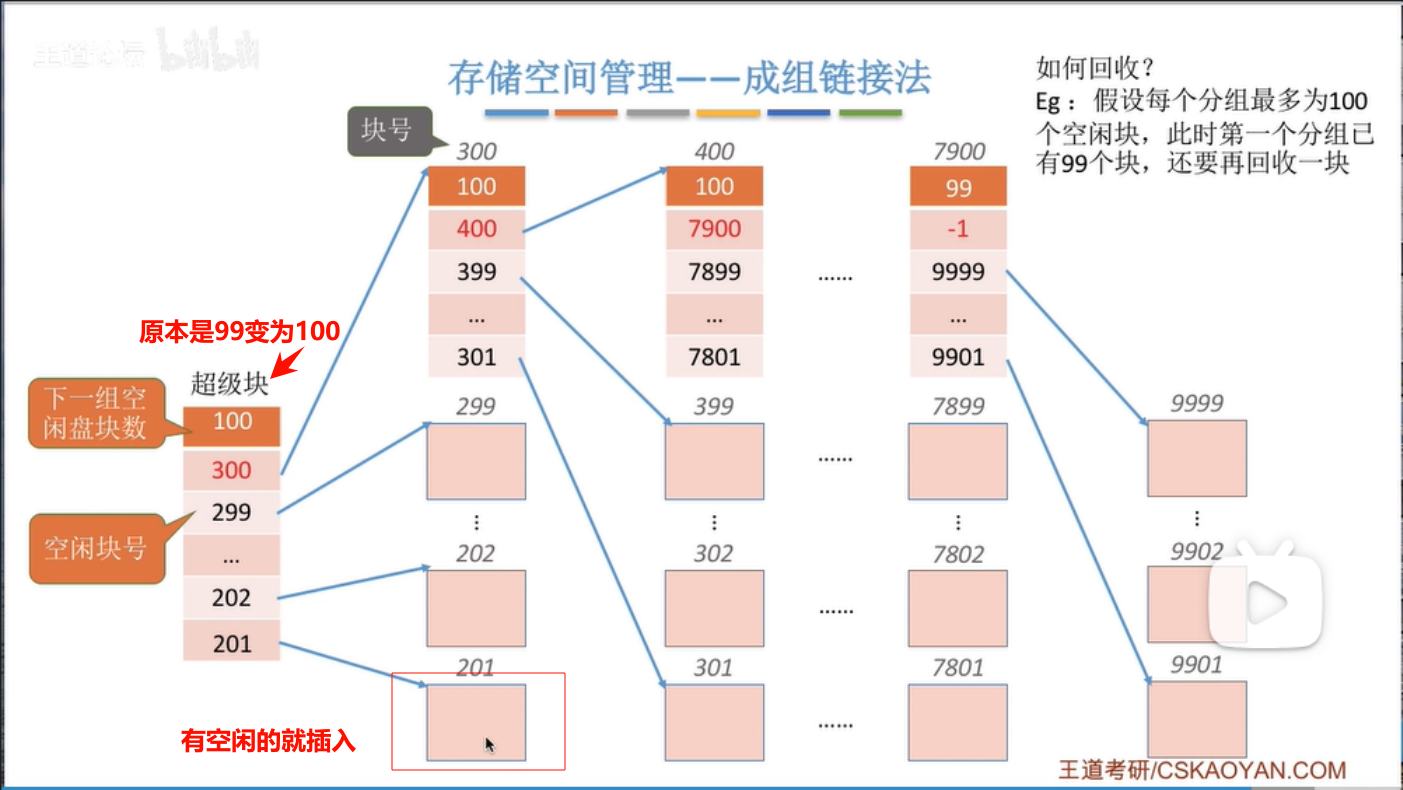 王道论坛 bilibili
存储空间管理——成组链接法
如何回收？
Eg：假设每个分组最多为100
个空闲块，此时第一个分组已
有99个块，还要再回收一块
块号
300
400
7900
100
100
99
400
7900
-1
399
7899
9999
...
...
......
...
301
7801
9901
原本是99变为100
超级块
下一组空
闲盘块数
100
300
299
空闲块号
...
202
201
299
399
7899
9999
......
202
302
7802
9902
......
201
301
7801
9901
......
有空闲的就插入
王道考研/CSKAOYAN.COM